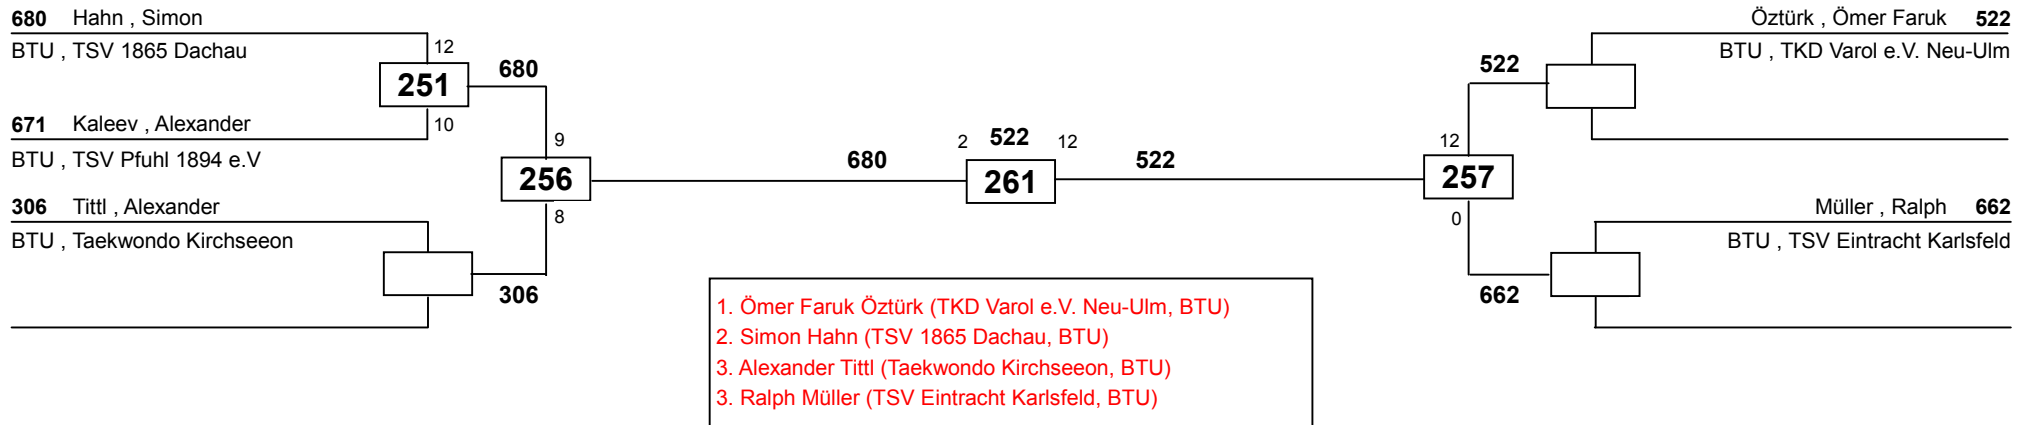 680 Hahn , Simon
BTU , TSV 1865 Dachau
12
251
680
10
671 Kaleev , Alexander
BTU , TSV Pfuhl 1894 e.V
9
256
8
306 Tittl , Alexander
BTU , Taekwondo Kirchseeon
306
680
2 522 12
261
522
Öztürk , Ömer Faruk 522
BTU , TKD Varol e.V. Neu-Ulm
522
12
257
0
Müller , Ralph 662
BTU , TSV Eintracht Karlsfeld
662
1. Ömer Faruk Öztürk (TKD Varol e.V. Neu-Ulm, BTU)
2. Simon Hahn (TSV 1865 Dachau, BTU)
3. Alexander Tittl (Taekwondo Kirchseeon, BTU)
3. Ralph Müller (TSV Eintracht Karlsfeld, BTU)